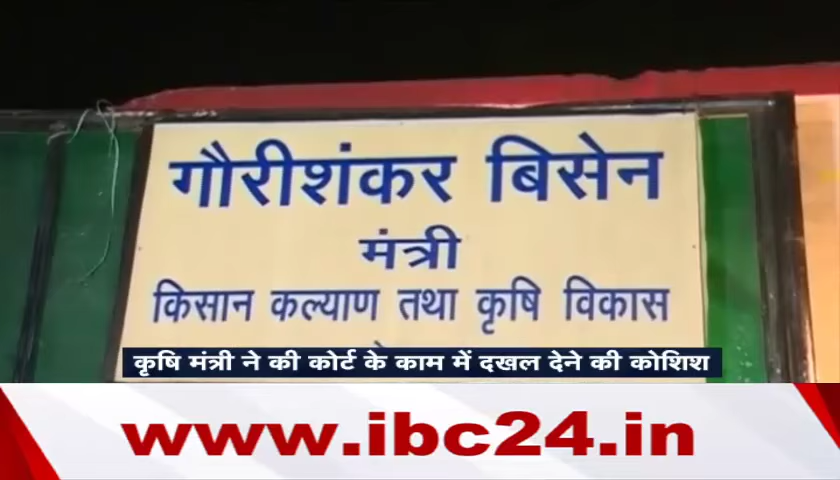 गौरीशंकर बिसेन
मंत्री
किसान कल्याण तथा कृषि विकास
कृषि मंत्री ने की कोर्ट के काम में दखल देने की कोशिश
www.ibc24.in